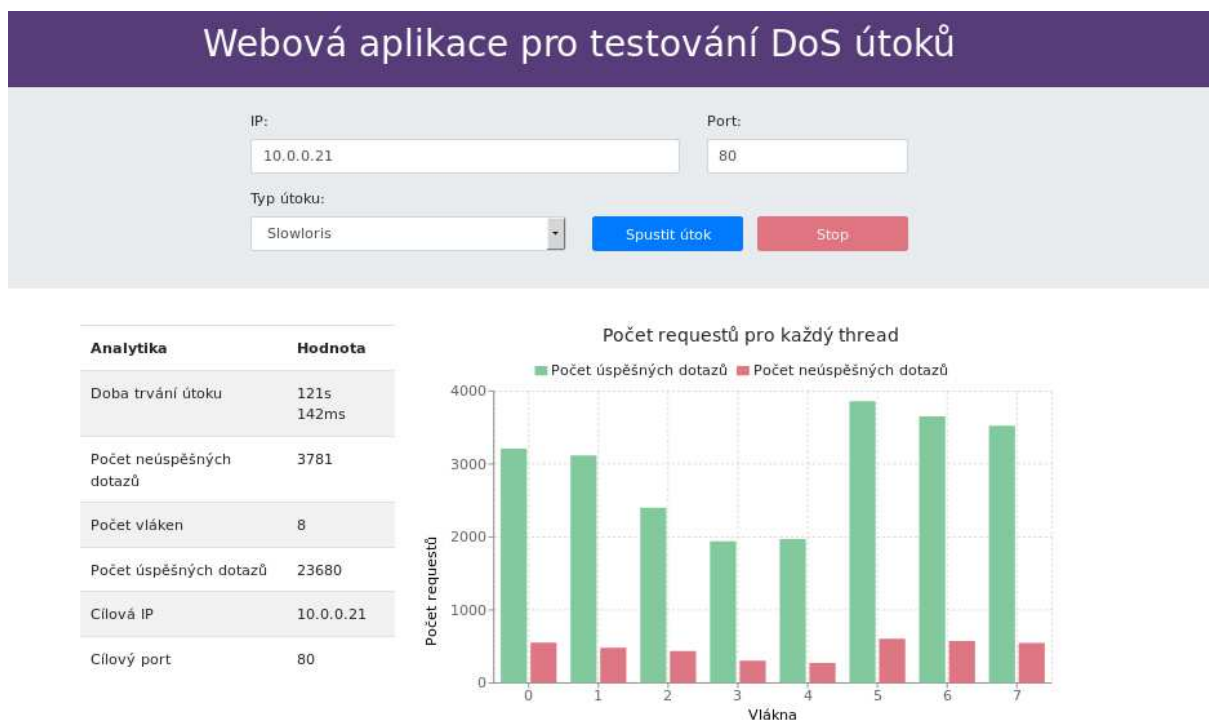 Webová aplikace pro testování DoS útoků
IP:
Port:
10.0.0.21
80
Typ útoku:
Slowloris
Spustit útok
Stop
Analytika Hodnota
Doba trvání útoku 121s
142ms
Počet neúspěšných 3781
dotazů
Počet vláken 8
Počet úspěšných dotazů 23680
Cílová IP 10.0.0.21
Cílový port 80
Počet requestů pro každý thread
Počet úspěšných dotazů Počet neúspěšných dotazů
4000
3000
2000
1000
0
Počet requestů
0 1 2 3 4 5 6 7
Vlákna